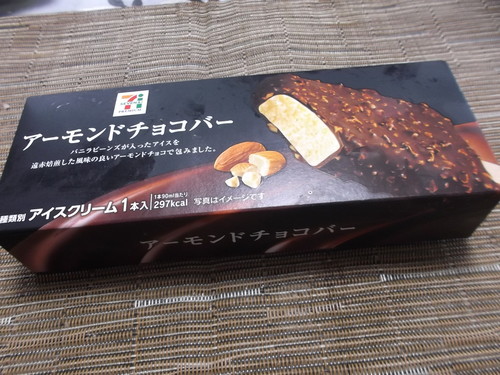 アーモンドチョコバー
バニラビーンズが入ったアイスを
遠赤焙煎した風味の良いアーモンドチョコで包みました。
種類別 アイスクリーム 1本入 1本90ml当たり 297kcal 写真はイメージです
アーモンドチョコバー